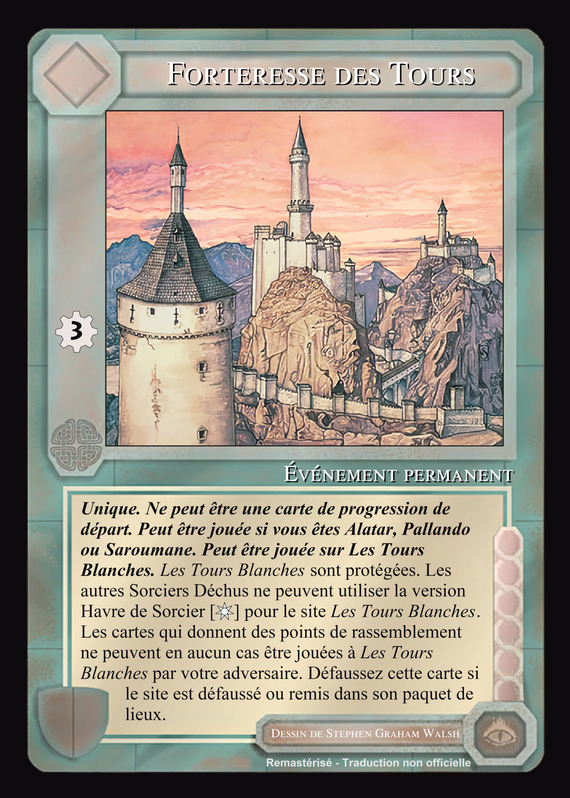 Forteresse des Tours
3
Événement permanent
Unique. Ne peut être une carte de progression de
départ. Peut être jouée si vous êtes Alatar, Pallando
ou Saroumane. Peut être jouée sur Les Tours
Blanches. Les Tours Blanches sont protégées. Les
autres Sorciers Déchus ne peuvent utiliser la version
Havre de Sorcier [] pour le site Les Tours Blanches.
Les cartes qui donnent des points de rassemblement
ne peuvent en aucun cas être jouées à Les Tours
Blanches par votre adversaire. Défaussez cette carte si
le site est défaussé ou remis dans son paquet de
lieux.
Dessin de Stephen Graham Walsh
Remastérisé - Traduction non officielle